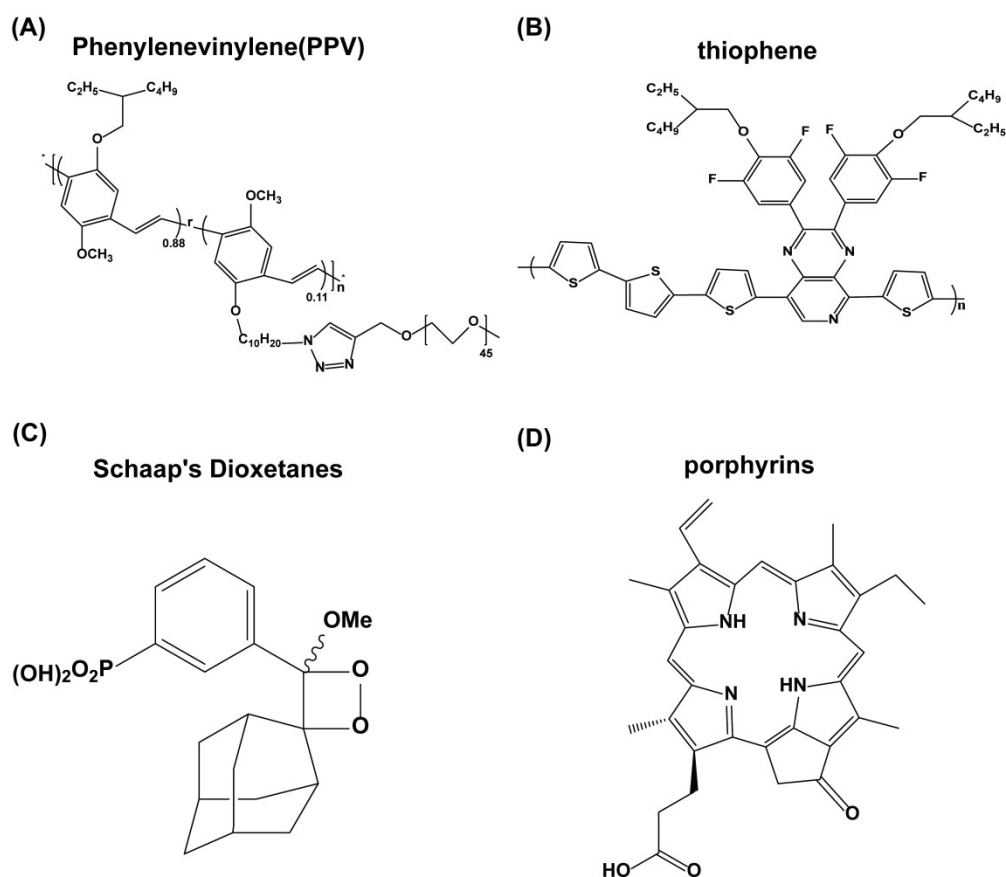 (A)
Phenylenevinylene(PPV)
C2H5
C4H9
O
*
[
(
OCH3
OCH3
)
0.88
r
(
)
0.11
]
n
*
O
C10H20
N
N
N
O
[
O
]
45
(B)
thiophene
C2H5
C4H9
O
F
F
F
F
O
C4H9
C2H5
N
N
N
S
S
S
S
(
)
n
(C)
Schaap's Dioxetanes
(OH)2O2P
OMe
O
O
(D)
porphyrins
NH
N
N
HN
O
HO
O